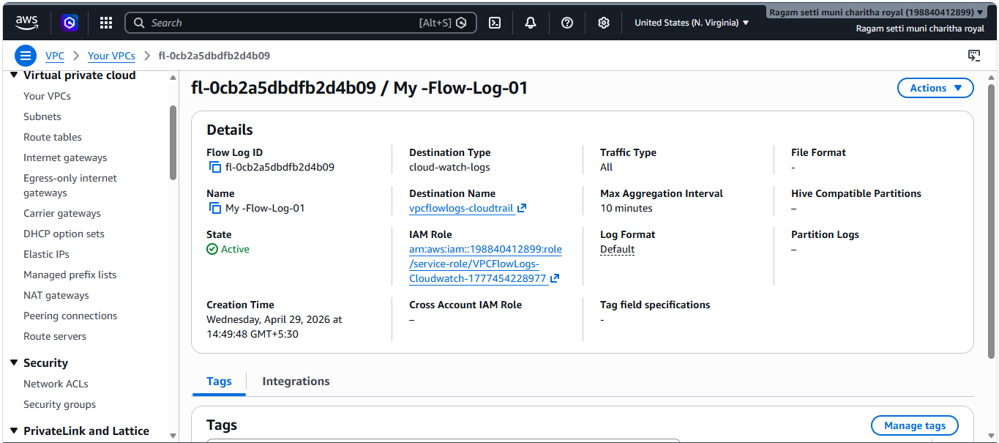 aws
Search
[Alt+S]
United States (N. Virginia)
Ragam setti muni charitha royal (198840412899)
Ragam setti muni charitha royal
VPC
Your VPCs
fl-0cb2a5dbdfb2d4b09
Virtual private cloud
Your VPCs
Subnets
Route tables
Internet gateways
Egress-only internet
gateways
Carrier gateways
DHCP option sets
Elastic IPs
Managed prefix lists
NAT gateways
Peering connections
Route servers
Security
Network ACLs
Security groups
PrivateLink and Lattice
fl-0cb2a5dbdfb2d4b09 / My -Flow-Log-01
Actions
Details
Flow Log ID
fl-0cb2a5dbdfb2d4b09
Destination Type
cloud-watch-logs
Traffic Type
All
File Format
-
Name
My -Flow-Log-01
Destination Name
vpcflowlogs-cloudtrail
Max Aggregation Interval
10 minutes
Hive Compatible Partitions
–
State
Active
IAM Role
arn:aws:iam::198840412899:role
/service-role/VPCFlowLogs-
Cloudwatch-1777454228977
Log Format
Default
Partition Logs
–
Creation Time
Wednesday, April 29, 2026 at
14:49:48 GMT+5:30
Cross Account IAM Role
–
Tag field specifications
-
Tags
Integrations
Tags
Manage tags